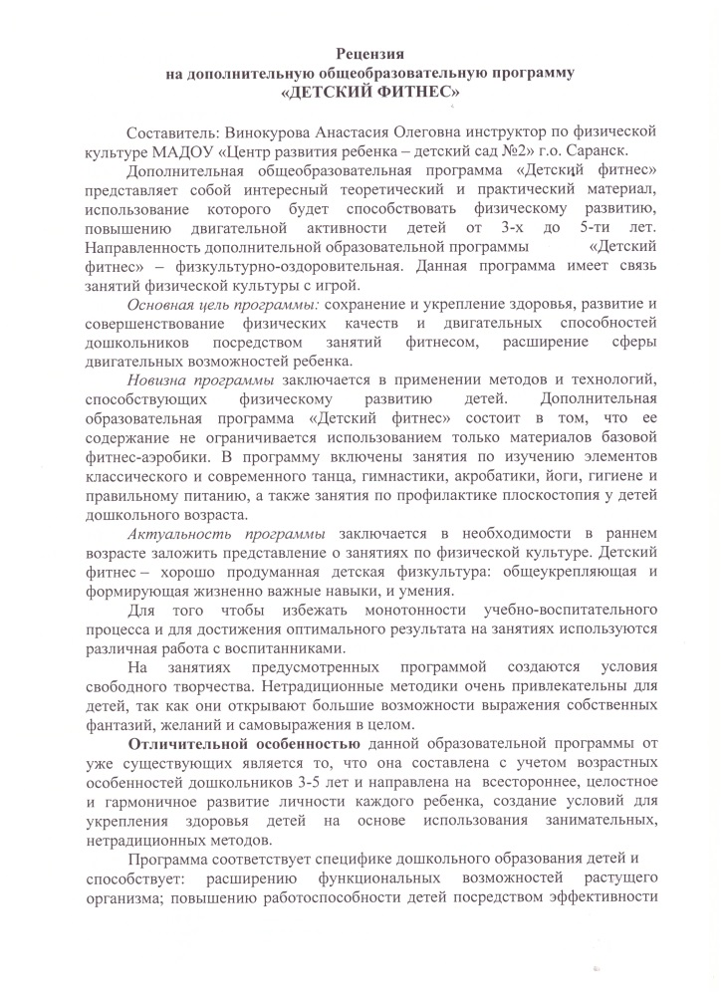 Рецензия
на дополнительную общеобразовательную программу
«ДЕТСКИЙ ФИТНЕС»
Составитель: Винокурова Анастасия Олеговна инструктор по физической
культуре МАДОУ «Центр развития ребенка – детский сад №2» г.о. Саранск.
Дополнительная общеобразовательная программа «Детский фитнес»
представляет собой интересный теоретический и практический материал,
использование которого будет способствовать физическому развитию,
повышению двигательной активности детей от 3-х до 5-ти лет.
Направленность дополнительной образовательной программы «Детский
фитнес» – физкультурно-оздоровительная. Данная программа имеет связь
занятий физической культуры с игрой.
Основная цель программы: сохранение и укрепление здоровья, развитие и
совершенствование физических качеств и двигательных способностей
дошкольников посредством занятий фитнесом, расширение сферы
двигательных возможностей ребенка.
Новизна программы заключается в применении методов и технологий,
способствующих физическому развитию детей. Дополнительная
образовательная программа «Детский фитнес» состоит в том, что ее
содержание не ограничивается использованием только материалов базовой
фитнес-аэробики. В программу включены занятия по изучению элементов
классического и современного танца, гимнастики, акробатики, йоги, гигиене и
правильному питанию, а также занятия по профилактике плоскостопия у детей
дошкольного возраста.
Актуальность программы заключается в необходимости в раннем
возрасте заложить представление о занятиях по физической культуре. Детский
фитнес – хорошо продуманная детская физкультура: общеукрепляющая и
формирующая жизненно важные навыки, и умения.
Для того чтобы избежать монотонности учебно-воспитательного
процесса и для достижения оптимального результата на занятиях используются
различная работа с воспитанниками.
На занятиях предусмотренных программой создаются условия
свободного творчества. Нетрадиционные методики очень привлекательны для
детей, так как они открывают большие возможности выражения собственных
фантазий, желаний и самовыражения в целом.
Отличительной особенностью данной образовательной программы от
уже существующих является то, что она составлена с учетом возрастных
особенностей дошкольников 3-5 лет и направлена на всестороннее, целостное
и гармоничное развитие личности каждого ребенка, создание условий для
укрепления здоровья детей на основе использования занимательных,
нетрадиционных методов.
Программа соответствует специфике дошкольного образования детей и
способствует: расширению функциональных возможностей растущего
организма; повышению работоспособности детей посредством эффективности